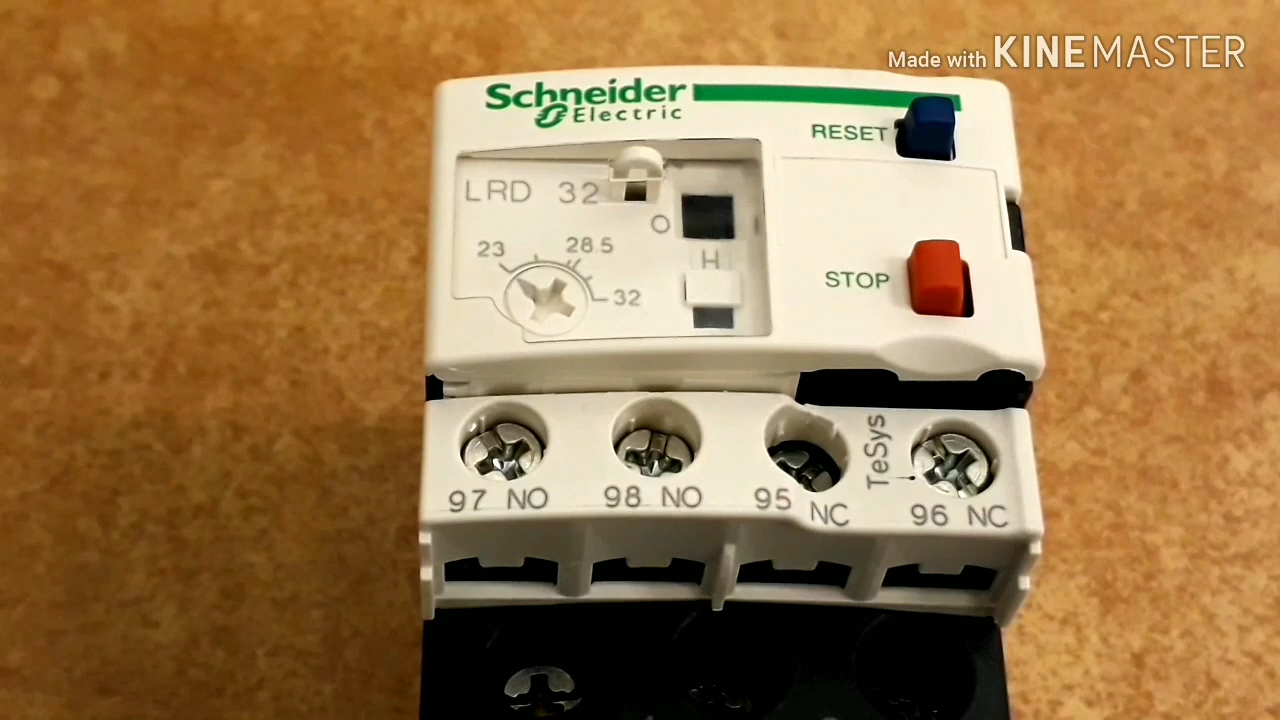 Made with KINEMASTER
Schneider
Electric
RESET
LRD 32
O
23
28.5
H
32
STOP
TeSys
97 NO
98 NO
95 NC
96 NC